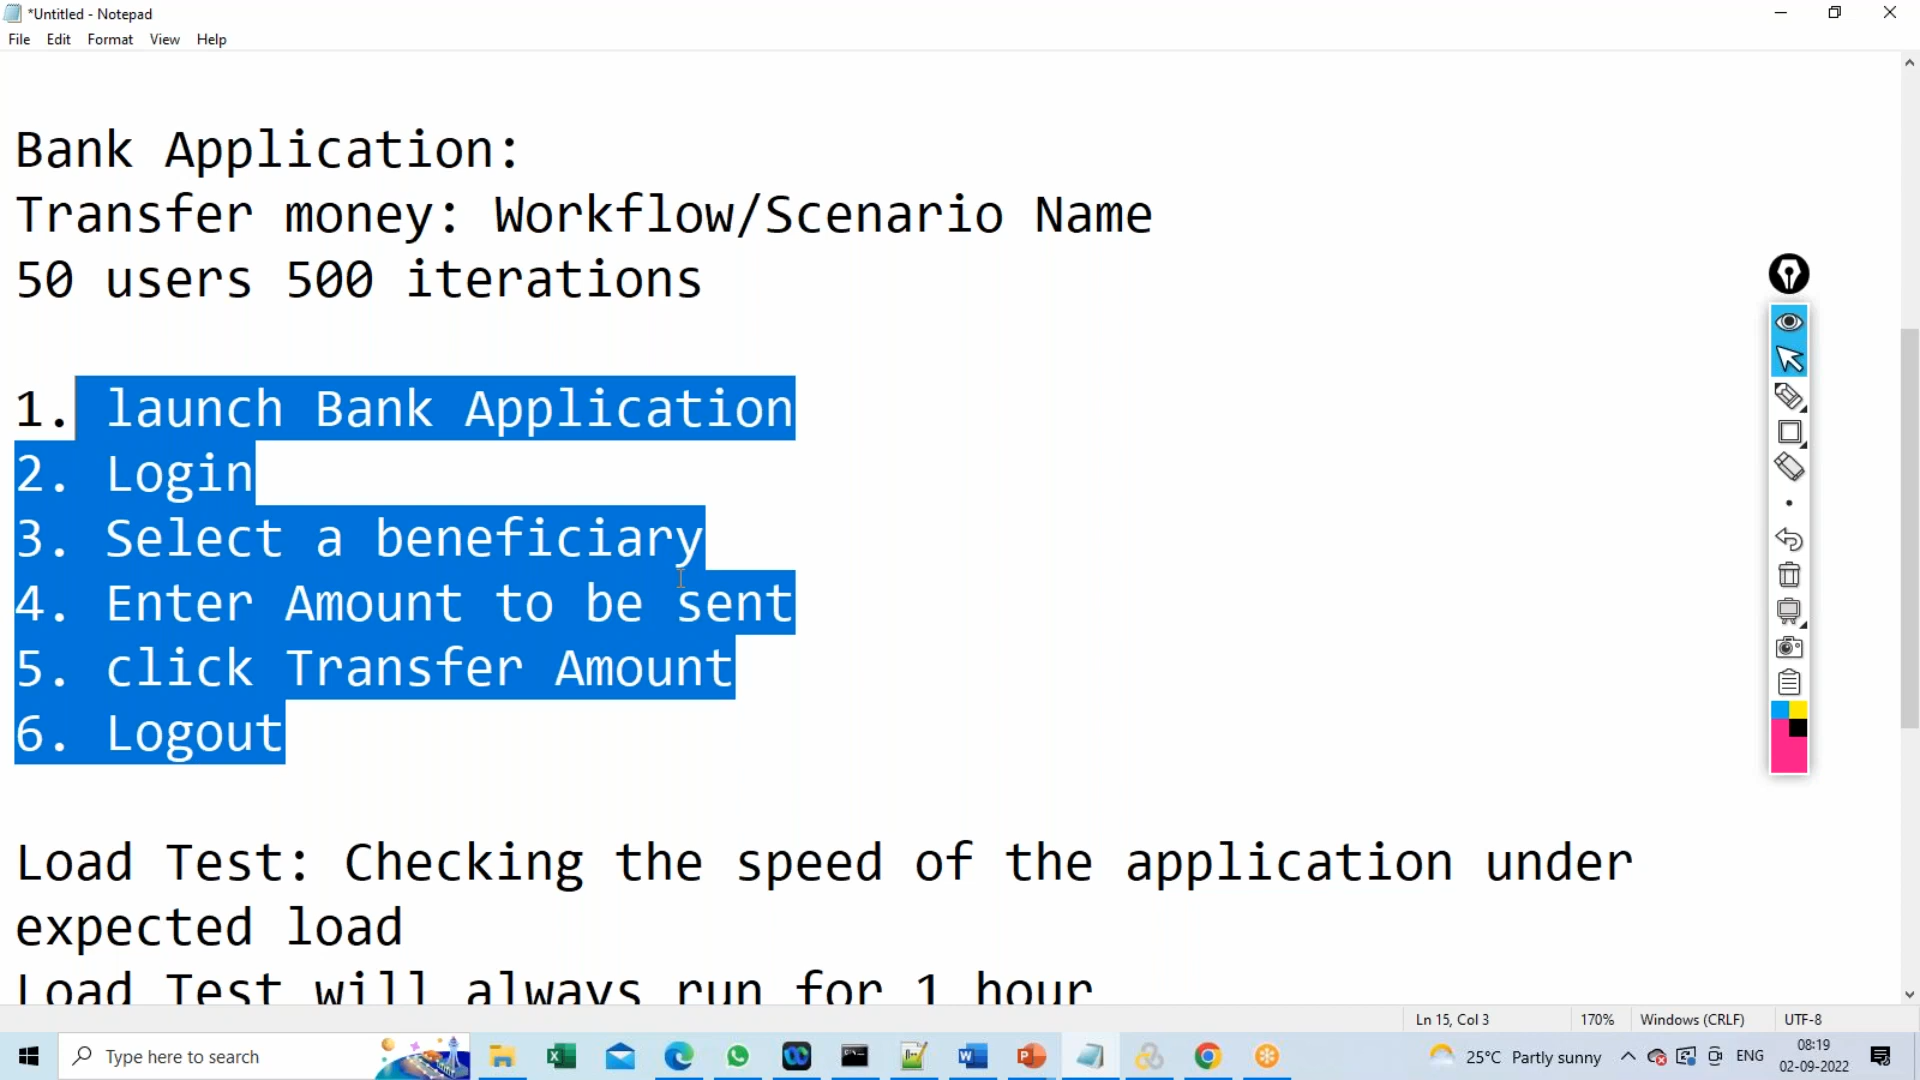 *Untitled - Notepad
File Edit Format View Help
Bank Application:
Transfer money: Workflow/Scenario Name
50 users 500 iterations
1. launch Bank Application
2. Login
3. Select a beneficiary
4. Enter Amount to be sent
5. click Transfer Amount
6. Logout
Load Test: Checking the speed of the application under
expected load
Load Test will always run for 1 hour
Ln 15, Col 3 170% Windows (CRLF) UTF-8
Type here to search
25°C Partly sunny
ENG
08:19
02-09-2022